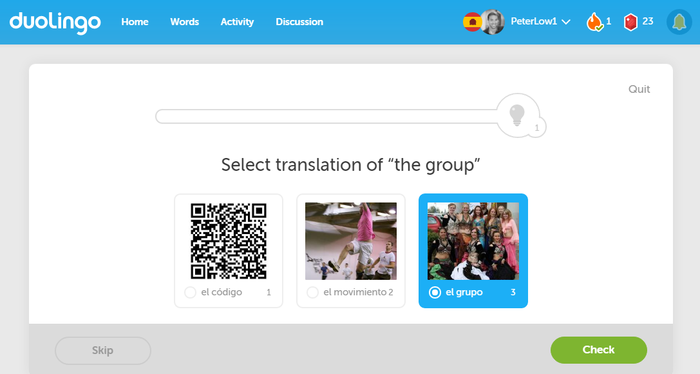 duolingo Home Words Activity Discussion PeterLow1 1 23
Quit
1
Select translation of “the group”
el código 1 el movimiento 2 el grupo 3
Skip Check